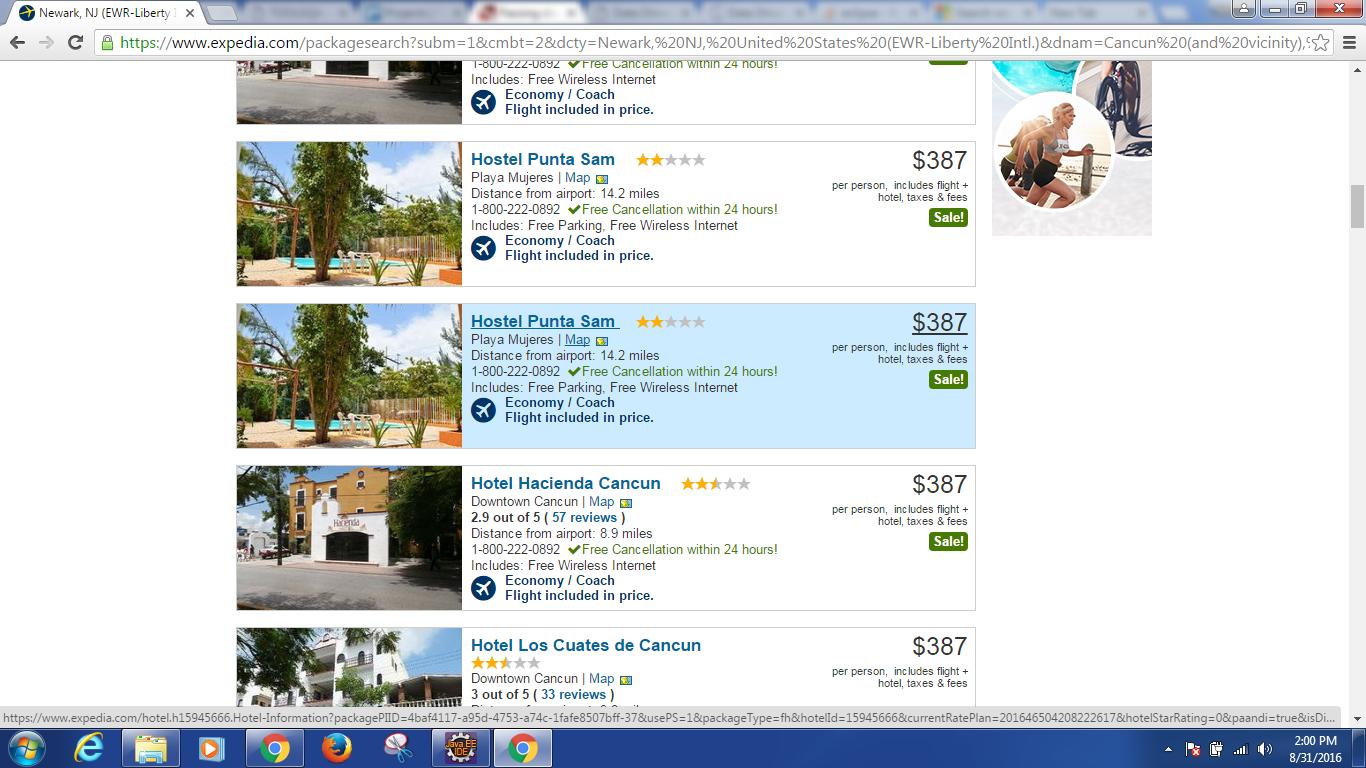 Newark, NJ (EWR-Liberty I
https://www.expedia.com/packagesearch?subm=1&cmbt=2&dcty=Newark,%20NJ,%20United%20States%20(EWR-Liberty%20Intl.)&dnam=Cancun%20(and%20vicinity),%
1-800-222-0892 Free Cancellation within 24 hours!
Includes: Free Wireless Internet
Economy / Coach
Flight included in price.
Hostel Punta Sam
$387
Playa Mujeres | Map
per person, includes flight +
hotel, taxes & fees
Distance from airport: 14.2 miles
1-800-222-0892 Free Cancellation within 24 hours!
Sale!
Includes: Free Parking, Free Wireless Internet
Economy / Coach
Flight included in price.
Hostel Punta Sam
$387
Playa Mujeres | Map
per person, includes flight +
hotel, taxes & fees
Distance from airport: 14.2 miles
1-800-222-0892 Free Cancellation within 24 hours!
Sale!
Includes: Free Parking, Free Wireless Internet
Economy / Coach
Flight included in price.
Hacienda
Hotel Hacienda Cancun
$387
Downtown Cancun | Map
per person, includes flight +
hotel, taxes & fees
2.9 out of 5 ( 57 reviews )
Distance from airport: 8.9 miles
Sale!
1-800-222-0892 Free Cancellation within 24 hours!
Includes: Free Wireless Internet
Economy / Coach
Flight included in price.
Hotel Los Cuates de Cancun
$387
Downtown Cancun | Map
per person, includes flight +
hotel, taxes & fees
3 out of 5 ( 33 reviews )
https://www.expedia.com/hotel.h15945666.Hotel-Information?packagePIID=4baf4117-a95d-4753-a74c-1fafe8507bff-37&usePS=1&packageType=fh&hotelId=15945666&currentRatePlan=201646504208222617&hotelStarRating=0&paandi=true&isDi...
Java EE
IDE
2:00 PM
8/31/2016